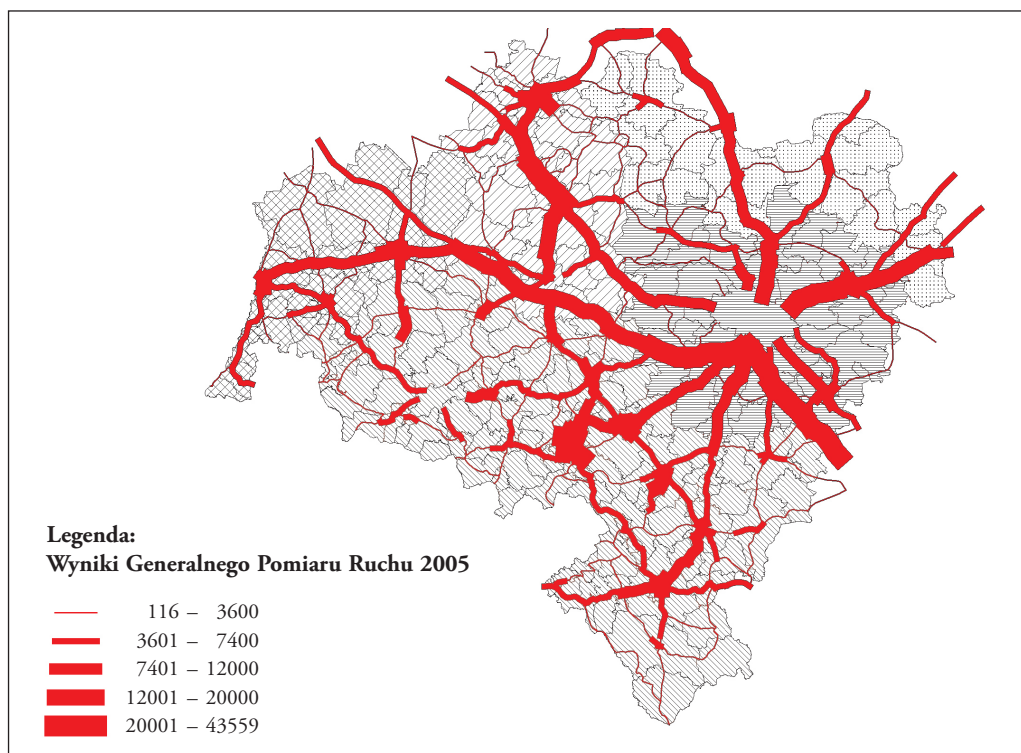 Legenda:
Wyniki Generalnego Pomiaru Ruchu 2005
116 – 3600
3601 – 7400
7401 – 12000
12001 – 20000
20001 – 43559